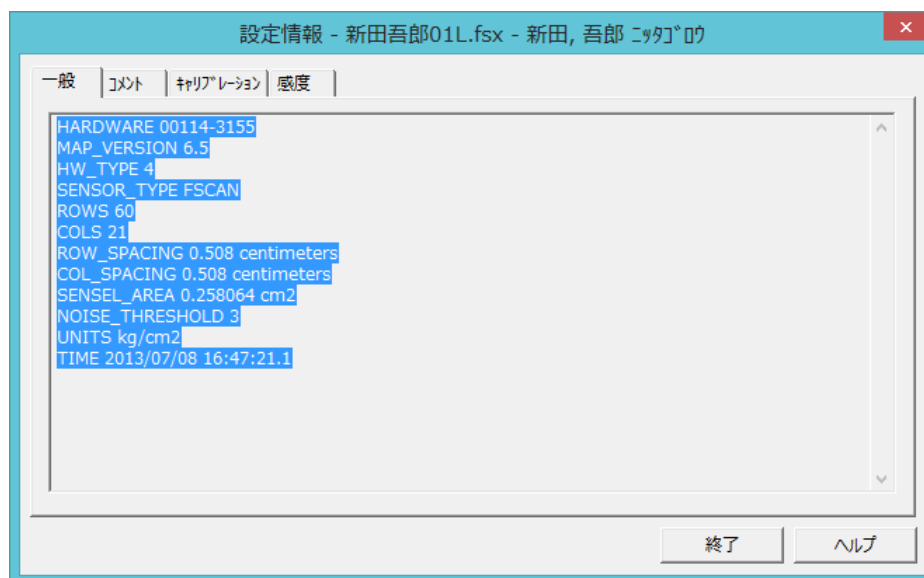 設定情報 - 新田吾郎01L.fsx - 新田, 吾郎 ﾆｯﾀｺﾞﾛｳ
一般 ｺﾒﾝﾄ ｷｬﾘﾌﾞﾚｰｼｮﾝ 感度
HARDWARE 00114-3155
MAP_VERSION 6.5
HW_TYPE 4
SENSOR_TYPE FSCAN
ROWS 60
COLS 21
ROW_SPACING 0.508 centimeters
COL_SPACING 0.508 centimeters
SENSEL_AREA 0.258064 cm2
NOISE_THRESHOLD 3
UNITS kg/cm2
TIME 2013/07/08 16:47:21.1
終了 ヘルプ